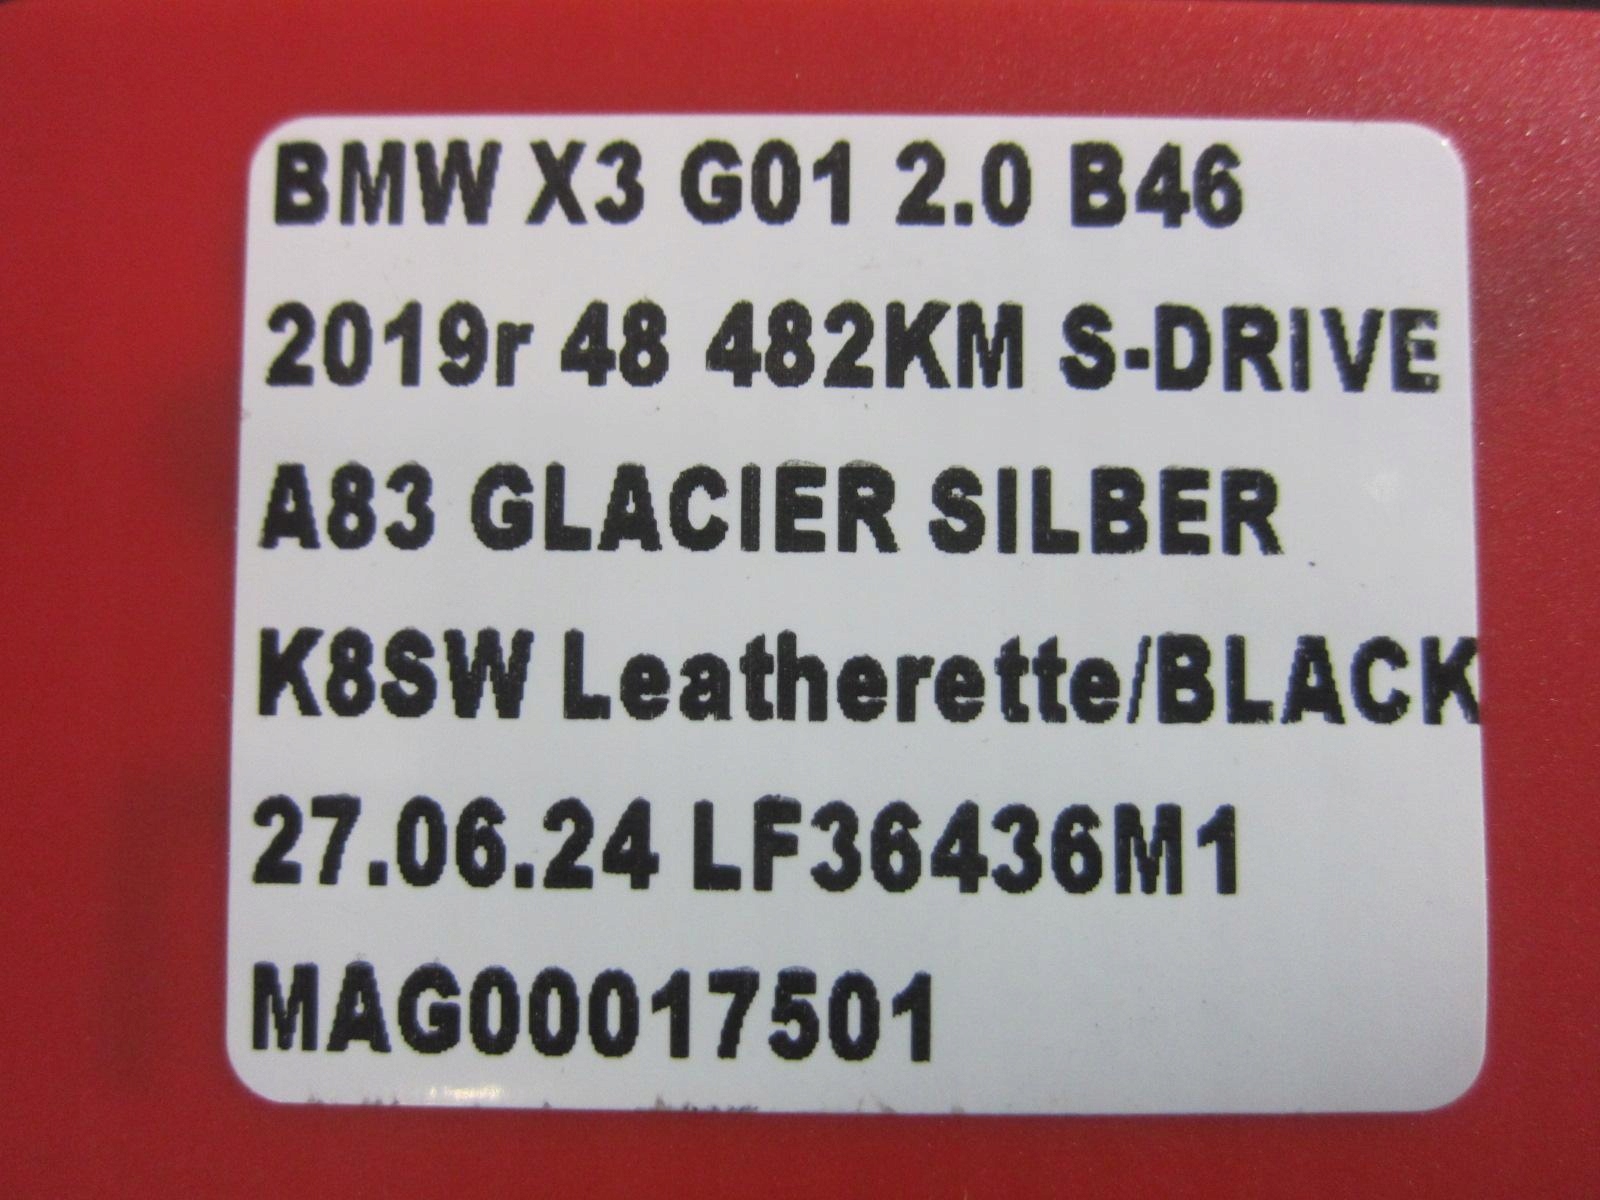 BMW X3 G01 2.0 B46
2019r 48 482KM S-DRIVE
A83 GLACIER SILBER
K8SW Leatherette/BLACK
27.06.24 LF36436M1
MAG00017501